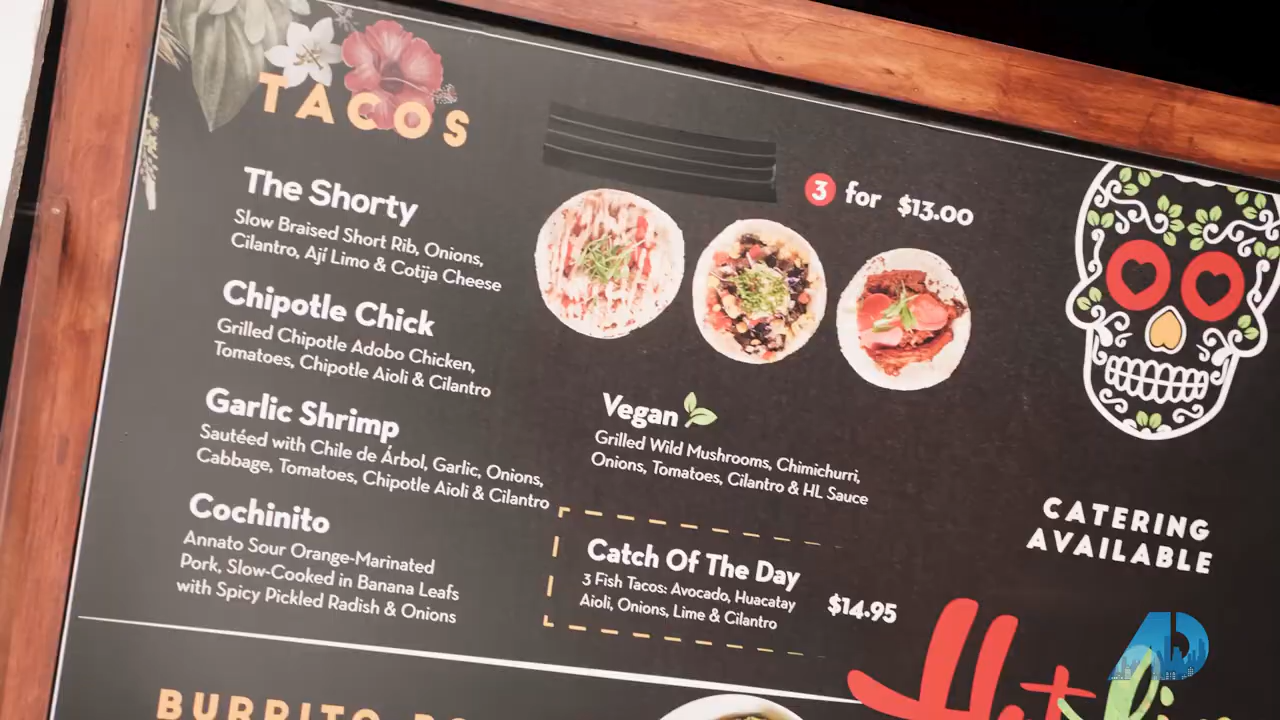 TACOS
The Shorty
Slow Braised Short Rib, Onions,
Cilantro, Ají Limo & Cotija Cheese
Chipotle Chick
Grilled Chipotle Adobo Chicken,
Tomatoes, Chipotle Aioli & Cilantro
Garlic Shrimp
Sautéed with Chile de Árbol, Garlic, Onions,
Cabbage, Tomatoes, Chipotle Aioli & Cilantro
Cochinito
Annato Sour Orange-Marinated
Pork, Slow-Cooked in Banana Leafs
with Spicy Pickled Radish & Onions
3 for $13.00
Vegan
Grilled Wild Mushrooms, Chimichurri,
Onions, Tomatoes, Cilantro & HL Sauce
Catch Of The Day
3 Fish Tacos: Avocado, Huacatay
Aioli, Onions, Lime & Cilantro
$14.95
CATERING
AVAILABLE
BURRITO